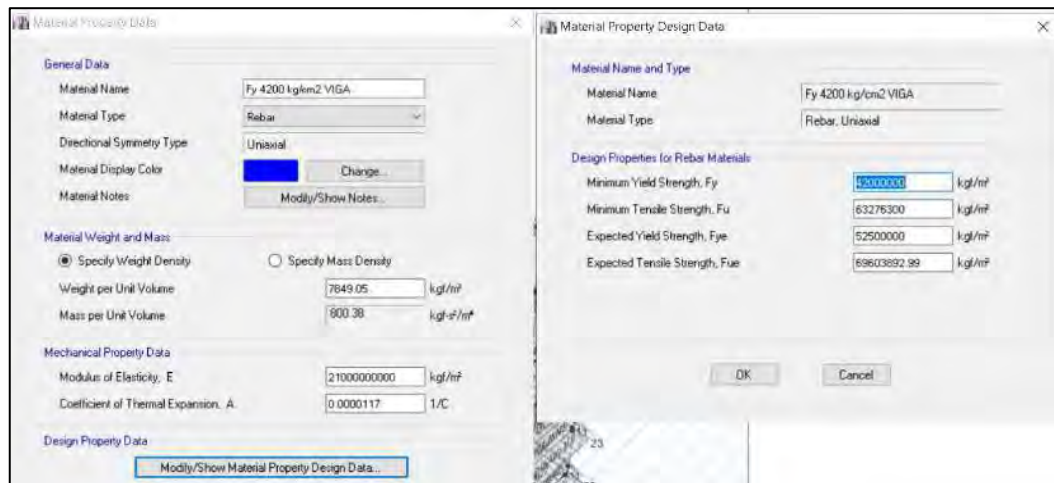 Material Property Data
General Data
Material Name
Fy 4200 kg/cm2 VIGA
Material Type
Rebar
Directional Symmetry Type
Uniaxial
Material Display Color
Change...
Material Notes
Modify/Show Notes...
Material Weight and Mass
Specify Weight Density
Specify Mass Density
Weight per Unit Volume
7849.05
kgf/m³
Mass per Unit Volume
800.38
kgf-s²/m⁴
Mechanical Property Data
Modulus of Elasticity, E
21000000000
kgf/m²
Coefficient of Thermal Expansion, A
0.0000117
1/C
Design Property Data
Modify/Show Material Property Design Data...
Material Property Design Data
Material Name and Type
Material Name
Fy 4200 kg/cm2 VIGA
Material Type
Rebar, Uniaxial
Design Properties for Rebar Materials
Minimum Yield Strength, Fy
42000000
kgf/m²
Minimum Tensile Strength, Fu
63276300
kgf/m²
Expected Yield Strength, Fye
52500000
kgf/m²
Expected Tensile Strength, Fue
69603892.99
kgf/m²
OK
Cancel
23